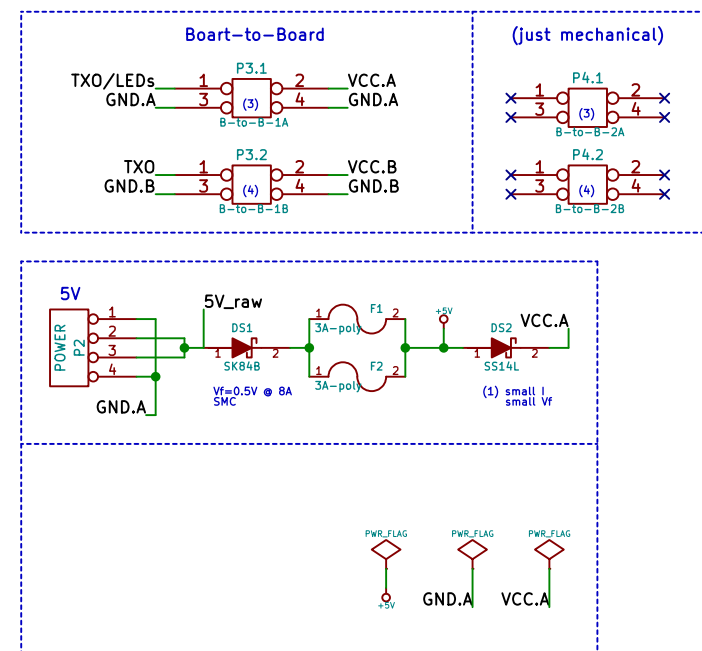 Boart-to-Board
(just mechanical)
P3.1
TXO/LEDs 1 2 VCC.A
GND.A 3 (3) 4 GND.A
B-to-B-1A
P4.1
1 2
3 (3) 4
B-to-B-2A
P3.2
TXO 1 2 VCC.B
GND.B 3 (4) 4 GND.B
B-to-B-1B
P4.2
1 2
3 (4) 4
B-to-B-2B
5V
POWER
P2
1
2
3
4
GND.A
5V_raw
DS1
1 2
SK84B
Vf=0.5V @ 8A
SMC
F1
1 2
3A-poly
F2
1 2
3A-poly
+5V
DS2
1 2
SS14L
VCC.A
(1) small I
small Vf
PWR_FLAG PWR_FLAG PWR_FLAG
+5V GND.A VCC.A